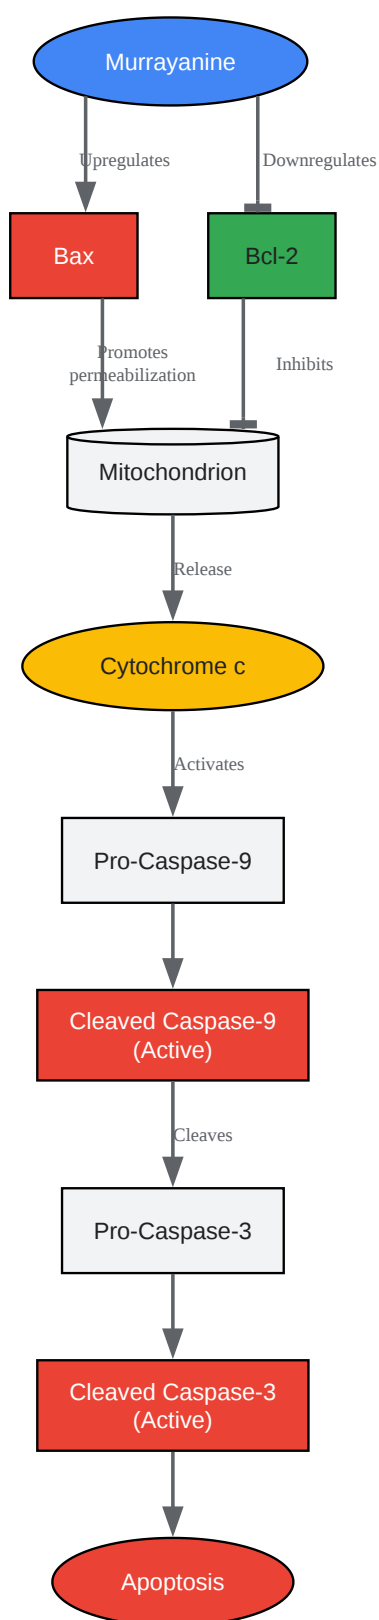 Murrayanine
Upregulates
Downregulates
Bax
Bcl-2
Promotes
permeabilization
Inhibits
Mitochondrion
Release
Cytochrome c
Activates
Pro-Caspase-9
Cleaved Caspase-9
(Active)
Cleaves
Pro-Caspase-3
Cleaved Caspase-3
(Active)
Apoptosis